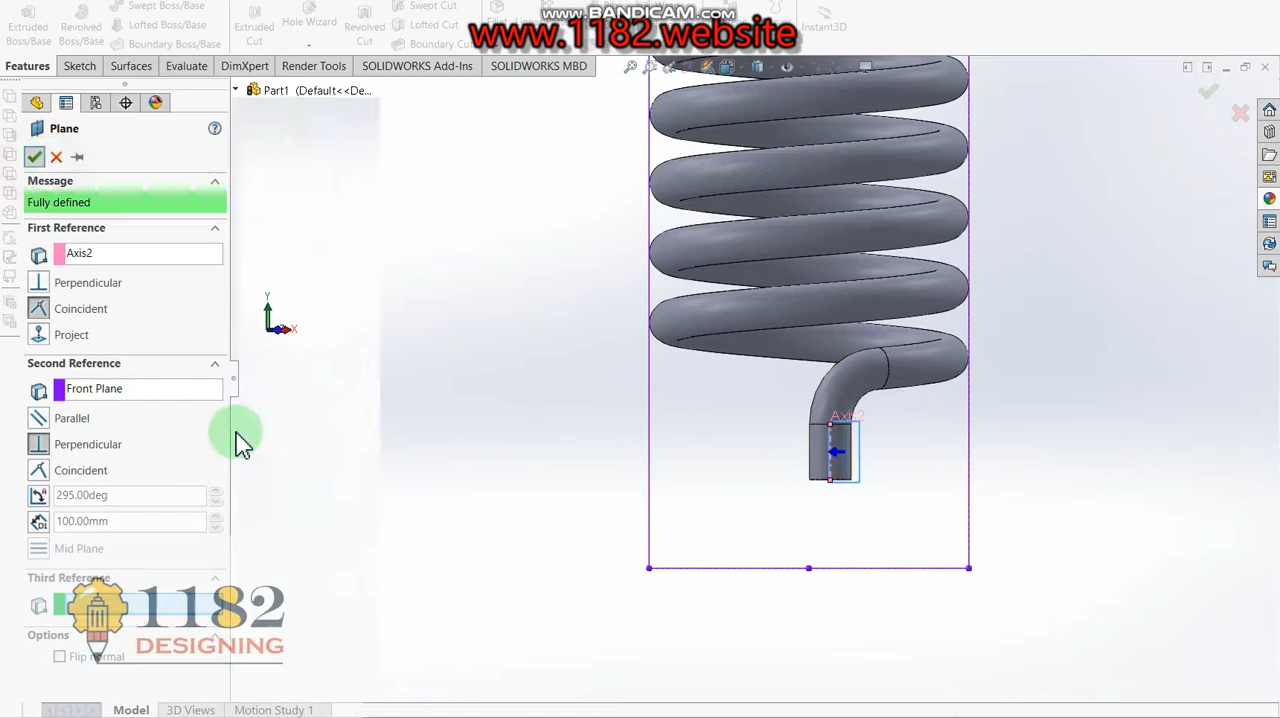 Swept Boss/Base
Swept Cut
www.BANDICAM.com
www.1182.website
Extruded Revolved Lofted Boss/Base Extruded Hole Wizard Revolved Instant3D
Boss/Base Boss/Base Boundary Boss/Base Cut Cut Boundary Cut
Features Sketch Surfaces Evaluate DimXpert Render Tools SOLIDWORKS Add-Ins SOLIDWORKS MBD
Part1 (Default<<De...
Plane
Message
Fully defined
First Reference
Axis2
Perpendicular
Coincident
Project
Y
X
Second Reference
Front Plane
Parallel
Axis2
Perpendicular
Coincident
295.00deg
100.00mm
Mid Plane
Third Reference
1182
DESIGNING
Options
Flip normal
Model 3D Views Motion Study 1